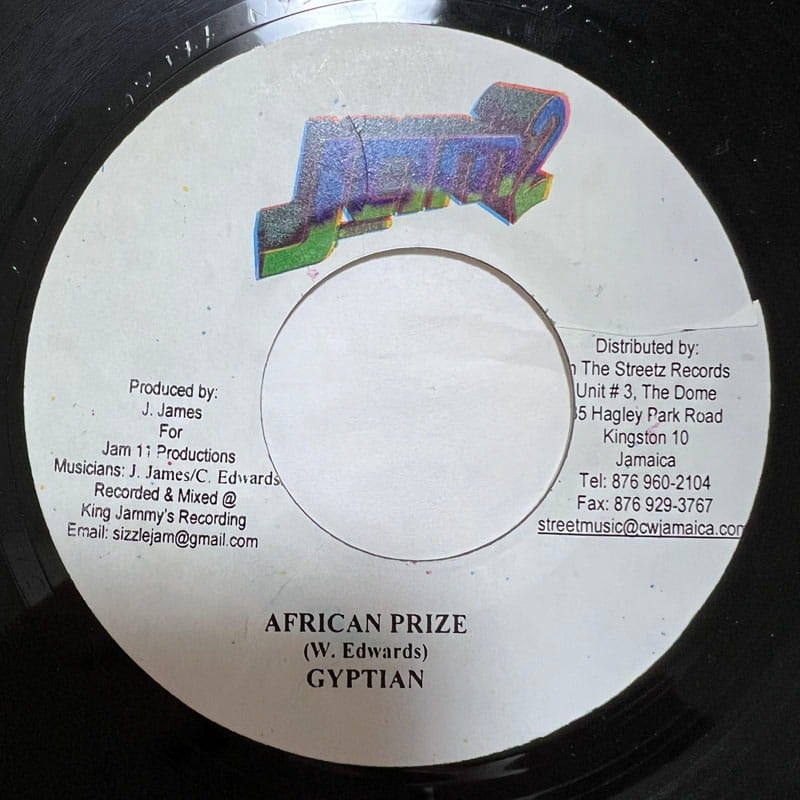 Jam2
Produced by:
J. James
For
Jam 11 Productions
Musicians: J. James/C. Edwards
Recorded & Mixed @
King Jammy's Recording
Email: sizzlejam@gmail.com
Distributed by:
n The Streetz Records
Unit # 3, The Dome
35 Hagley Park Road
Kingston 10
Jamaica
Tel: 876 960-2104
Fax: 876 929-3767
streetmusic@cwjamaica.com
AFRICAN PRIZE
(W. Edwards)
GYPTIAN